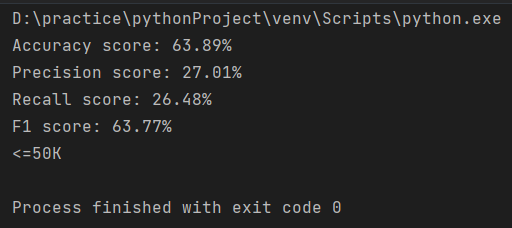 D:\practice\pythonProject\venv\Scripts\python.exe
Accuracy score: 63.89%
Precision score: 27.01%
Recall score: 26.48%
F1 score: 63.77%
<=50K
Process finished with exit code 0